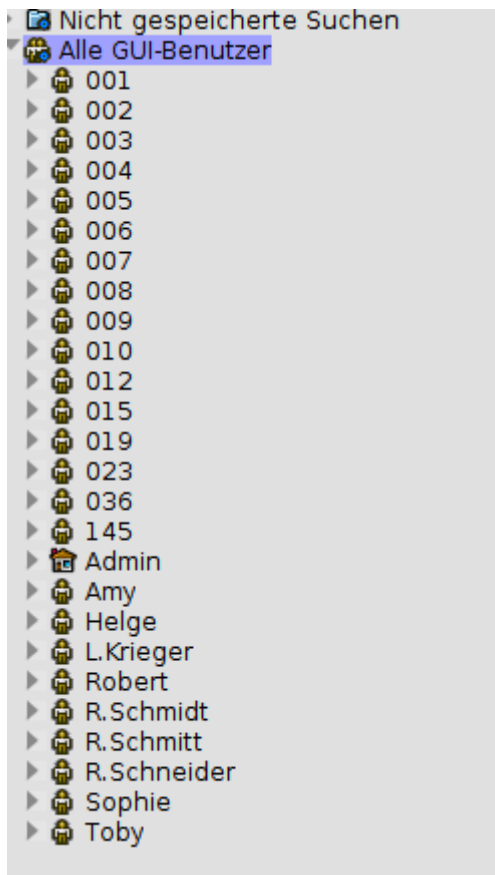 Nicht gespeicherte Suchen
Alle GUI-Benutzer
001
002
003
004
005
006
007
008
009
010
012
015
019
023
036
145
Admin
Amy
Helge
L.Krieger
Robert
R.Schmidt
R.Schmitt
R.Schneider
Sophie
Toby